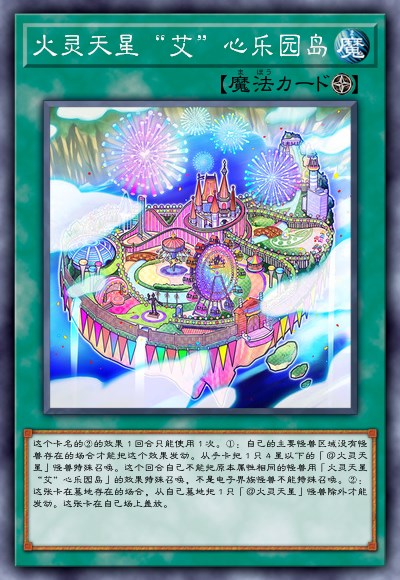 火灵天星“艾”心乐园岛 魔
【魔法カード】
ま ほう
这个卡名的②的效果1回合只能使用1次。①：自己的主要怪兽区域没有怪
兽存在的场合才能把这个效果发动。从手卡把1只4星以下的「@火灵天
星」怪兽特殊召唤。这个回合自己不能把原本属性相同的怪兽用「火灵天星
“艾”心乐园岛」的效果特殊召唤，不是电子界族怪兽不能特殊召唤。②：
这张卡在墓地存在的场合，从自己墓地把1只「@火灵天星」怪兽除外才能
发动。这张卡在自己场上盖放。